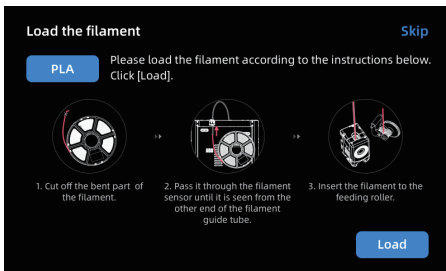 Load the filament
Skip
PLA
Please load the filament according to the instructions below.
Click [Load].
1. Cut off the bent part of
the filament.
2. Pass it through the filament
sensor until it is seen from the
other end of the filament
guide tube.
3. Insert the filament to the
feeding roller.
Load